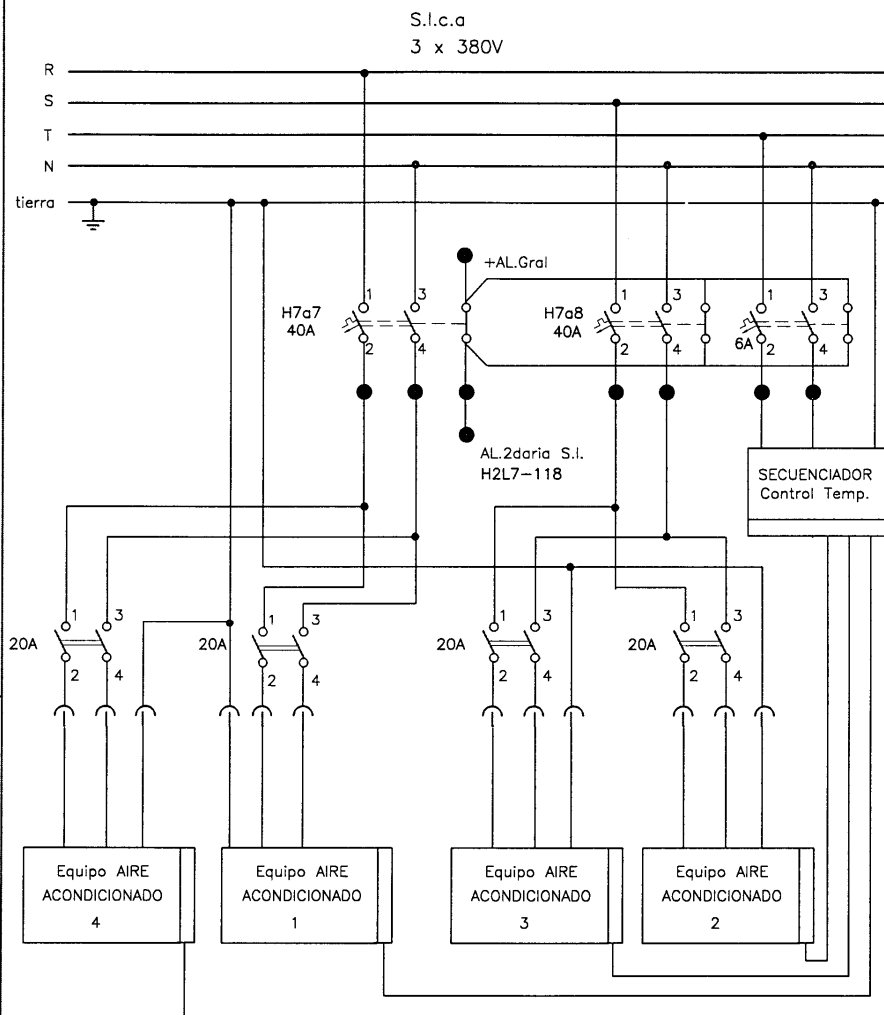 S.I.c.a
3 x 380V
R
S
T
N
tierra
+AL.Gral
1
3
1
3
1
3
H7a7
40A
H7a8
40A
6A
2
4
2
4
2
4
AL.2daria S.I.
H2L7-118
SECUENCIADOR
Control Temp.
1
3
1
3
1
3
1
3
20A
20A
20A
20A
2
4
2
4
2
4
2
4
Equipo AIRE
ACONDICIONADO
4
Equipo AIRE
ACONDICIONADO
1
Equipo AIRE
ACONDICIONADO
3
Equipo AIRE
ACONDICIONADO
2